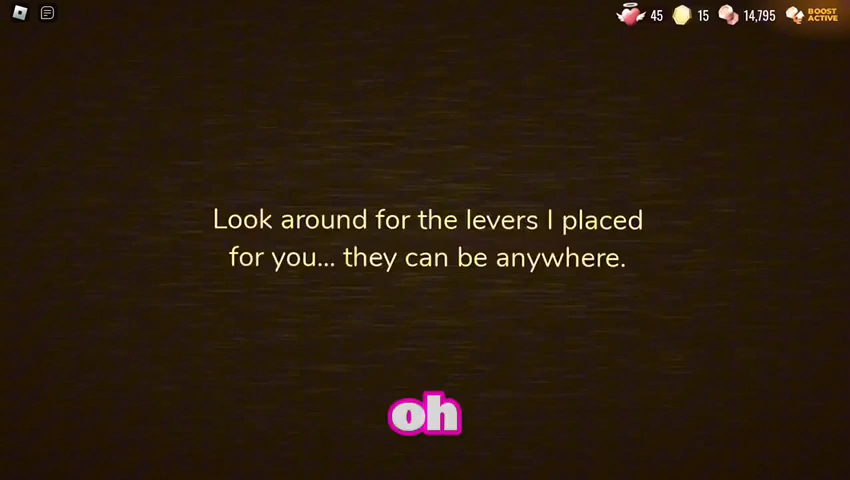 45 15 14,795 BOOST
ACTIVE
Look around for the levers I placed
for you... they can be anywhere.
oh